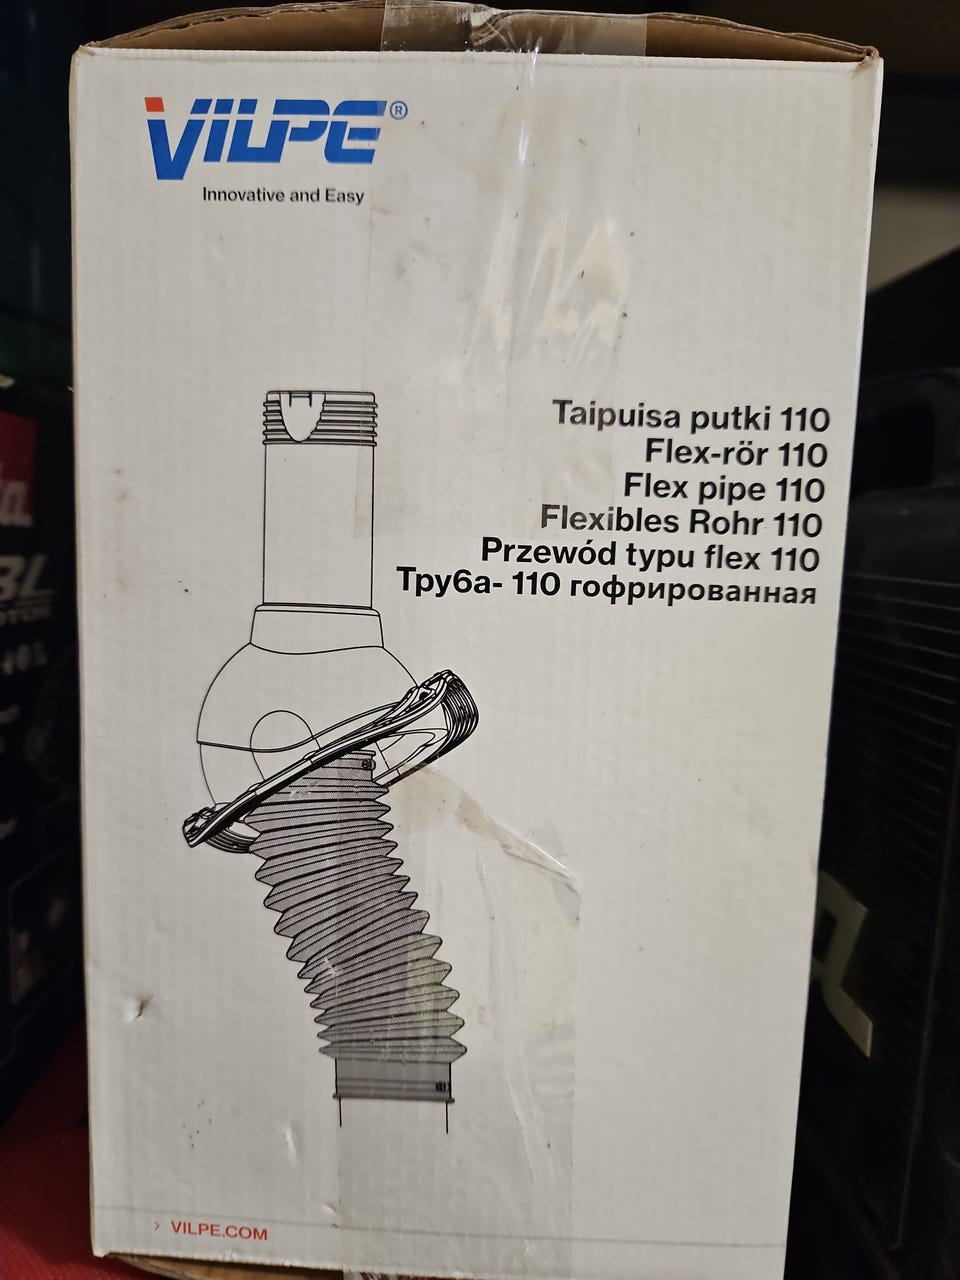 VILPE®
Innovative and Easy
Taipuisa putki 110
Flex-rör 110
Flex pipe 110
Flexibles Rohr 110
Przewód typu flex 110
Труба- 110 гофрированная
> VILPE.COM
BL